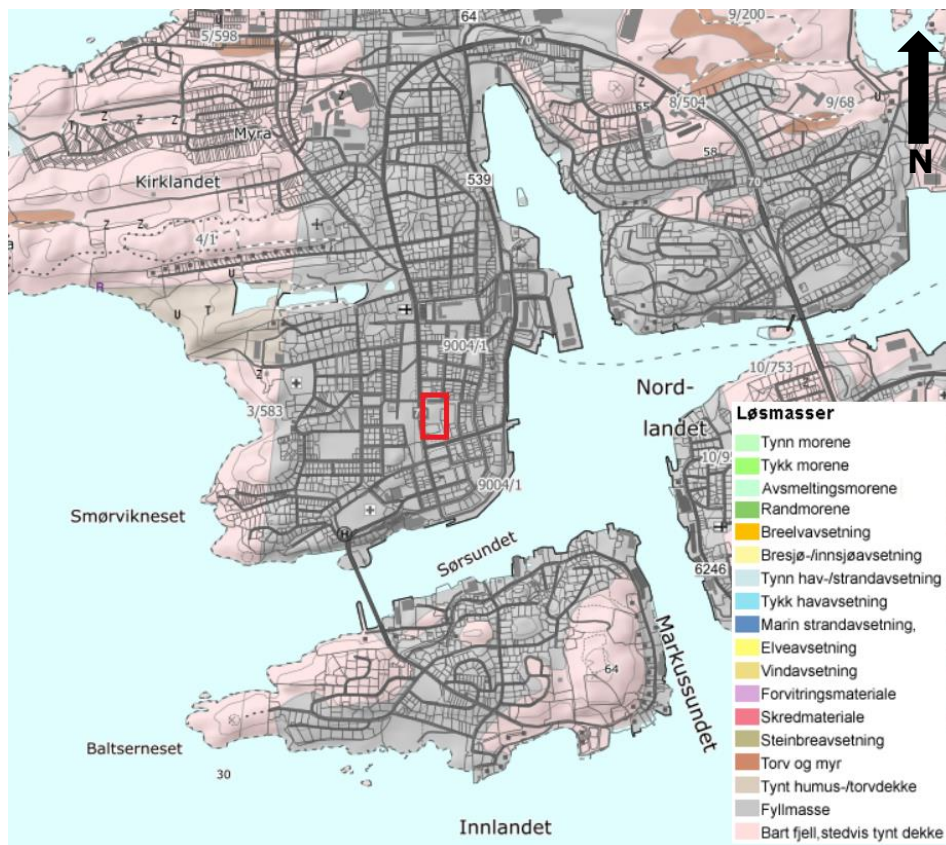 64
9/200
5/598
70
N
Z
8/504
65
9/68
U
T
Z
Z
Z
Myra
58
Kirklandet
539
70
Z
Z
4/1
U
R
U
T
9004/1
Z
10/753
Nord-
landet
3/583
Løsmasser
Tynn morene
Tykk morene
Avsmeltingsmorene
Randmorene
Breelvavsetning
Bresjø-/innsjøavsetning
Tynn hav-/strandavsetning
Tykk havavsetning
Marin strandavsetning,
Elveavsetning
Vindavsetning
Forvitringsmateriale
Skredmateriale
Steinbreavsetning
Torv og myr
Tynt humus-/torvdekke
Fyllmasse
Bart fjell,stedvis tynt dekke
9004/1
Smørvikneset
H
Sørsundet
6246
Markussundet
64
Baltserneset
30
Innlandet